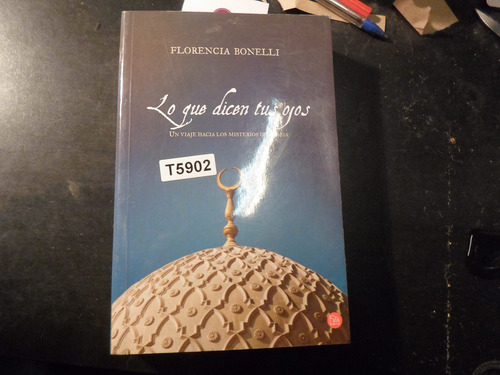 FLORENCIA BONELLI
Lo que dicen tus ojos
UN VIAJE HACIA LOS MISTERIOS DE
T5902